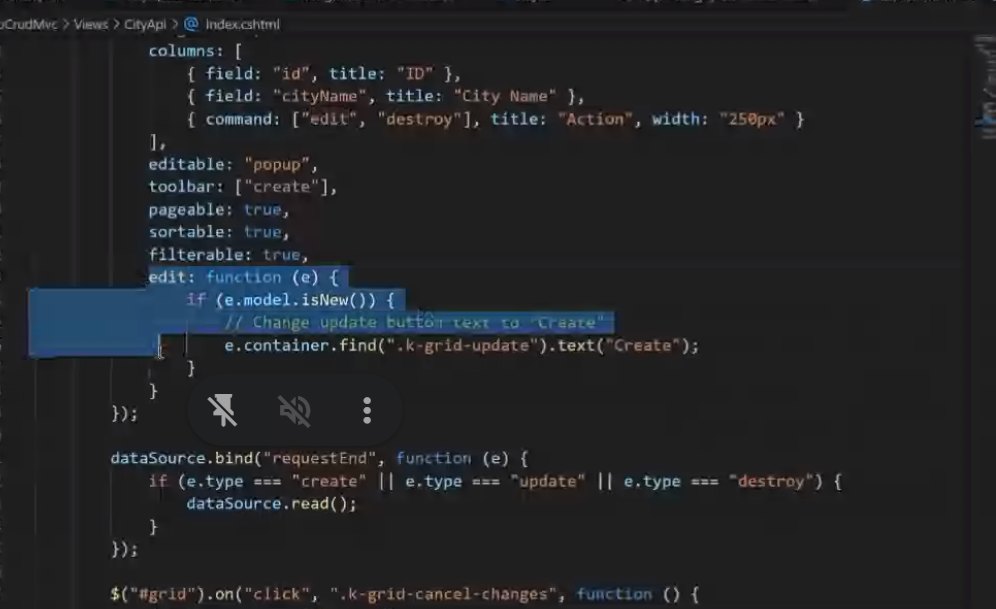 Views > CityApi > @ Index.cshtml
columns: [
{ field: "id", title: "ID" },
{ field: "cityName", title: "City Name" },
{ command: ["edit", "destroy"], title: "Action", width: "250px" }
],
editable: "popup",
toolbar: ["create"],
pageable: true,
sortable: true,
filterable: true,
edit: function (e) {
if (e.model.isNew()) {
// Change update button text to "Create"
e.container.find(".k-grid-update").text("Create");
}
}
});
dataSource.bind("requestEnd", function (e) {
if (e.type === "create" || e.type === "update" || e.type === "destroy") {
dataSource.read();
}
});
$("#grid").on("click", ".k-grid-cancel-changes", function () {